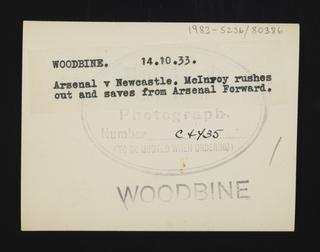 1983-5236/80386
WOODBINE. 14.10.33.
Arsenal v Newcastle. McInroy rushes
out and saves from Arsenal Forward.
Photograph.
Number C4435
(TO BE QUOTED WHEN ORDERING)
WOODBINE